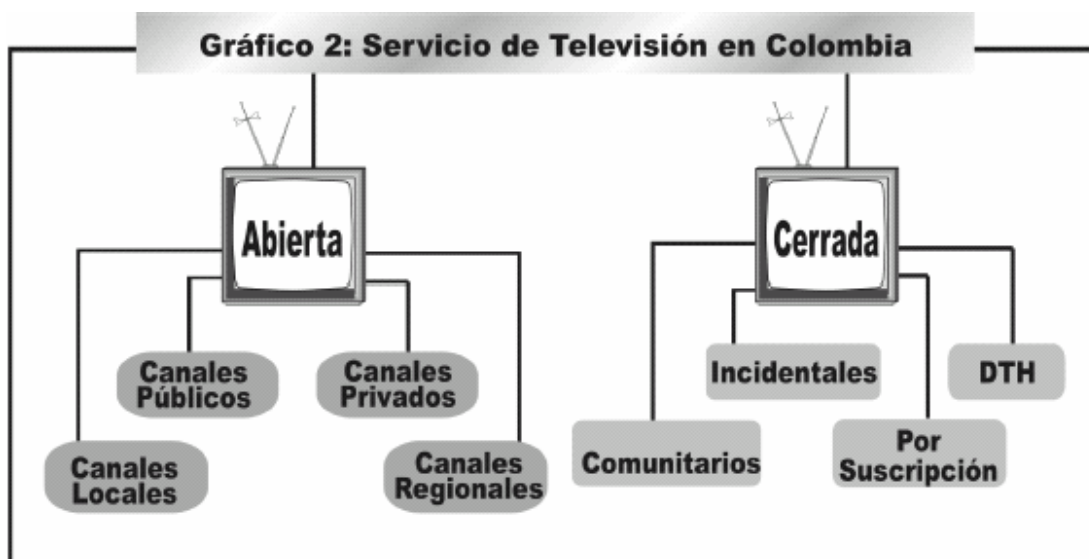 Gráfico 2: Servicio de Televisión en Colombia
Abierta
Cerrada
Canales
Públicos
Canales
Privados
Incidentales
DTH
Canales
Locales
Canales
Regionales
Comunitarios
Por
Suscripción